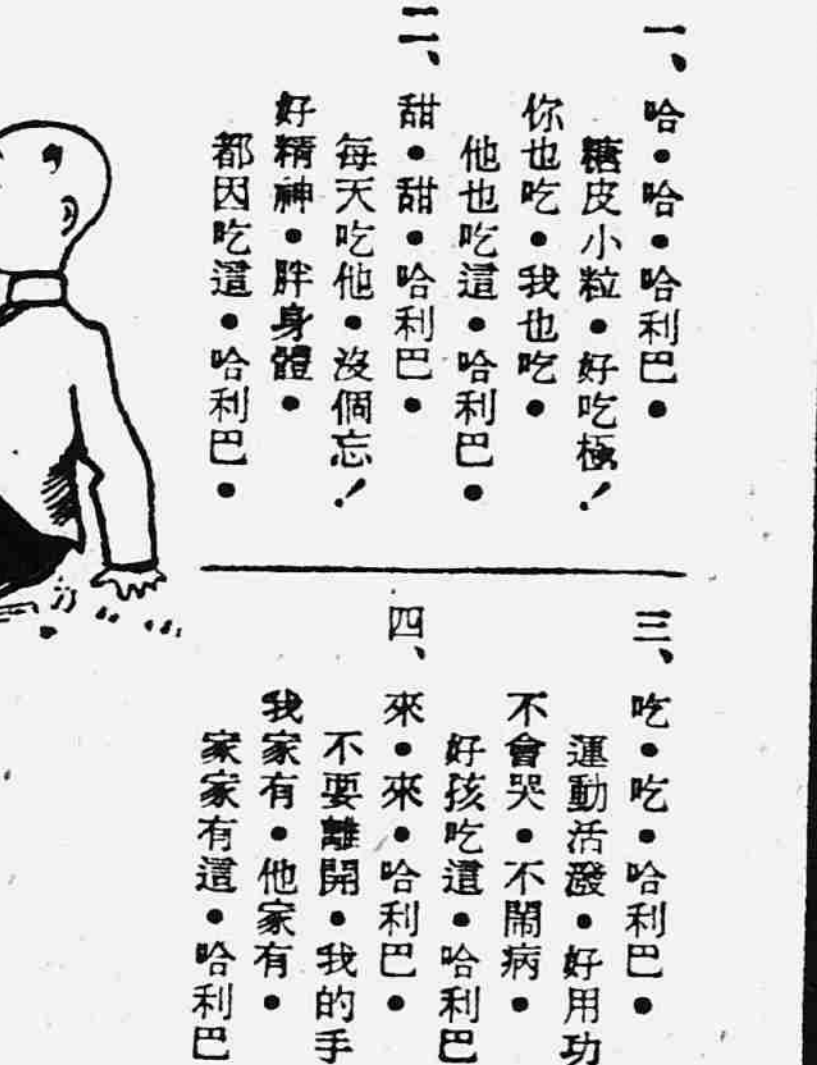 一、哈•哈•哈利巴•
糖皮小粒•好吃極！
你也吃•我也吃•
他也吃這•哈利巴•
二、甜•甜•哈利巴•
每天吃他•沒個忘！
好精神•胖身體•
都因吃這•哈利巴•
三、吃•吃•哈利巴•
運動活潑•好用功
不會哭•不鬧病•
好孩吃這•哈利巴
四、來•來•哈利巴•
不要離開•我的手
我家有•他家有•
家家有這•哈利巴